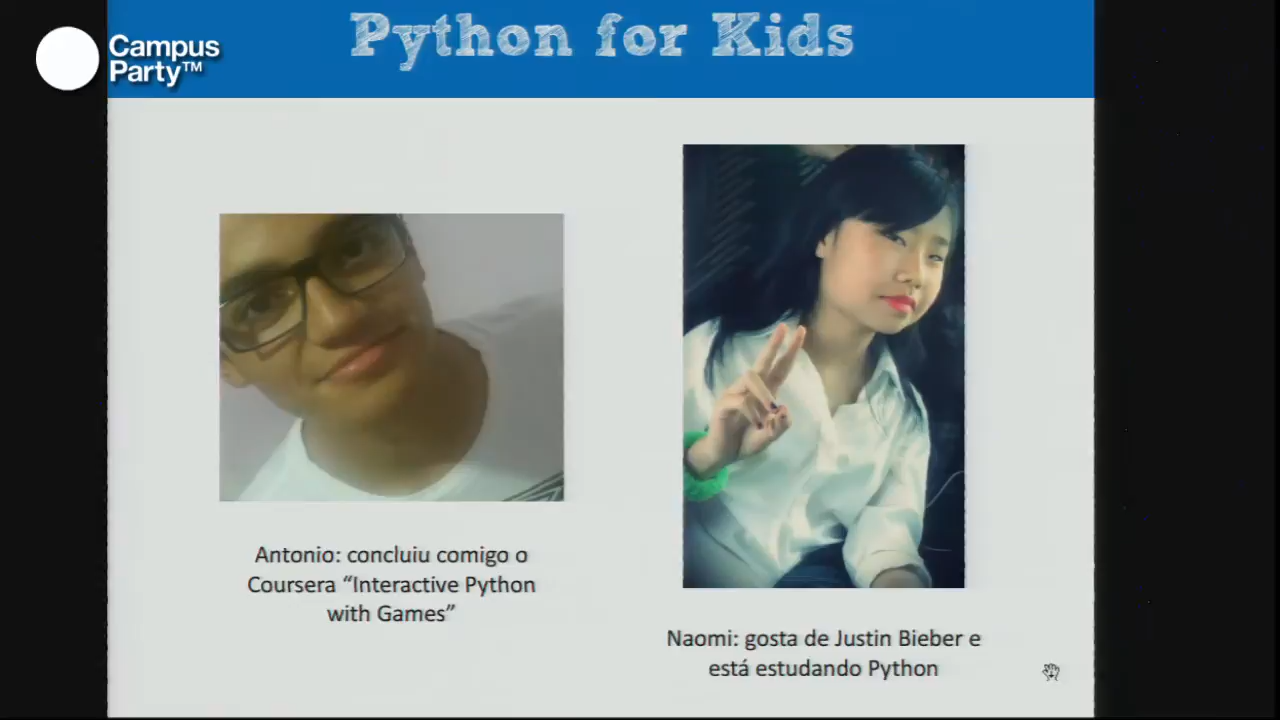 Python for Kids
Campus
Party™
Antonio: concluiu comigo o
Coursera “Interactive Python
with Games”
Naomi: gosta de Justin Bieber e
está estudando Python